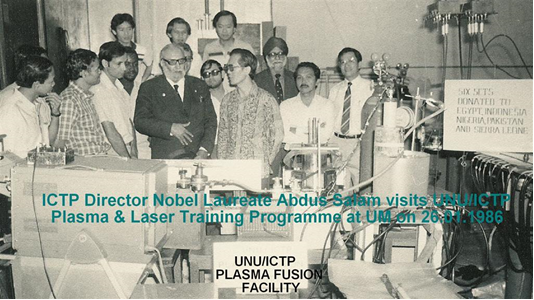 SIX SETS
DONATED TO
EGYPT, INDONESIA
NIGERIA, PAKISTAN
AND SIERRA LEONE
ICTP Director Nobel Laureate Abdus Salam visits UNU/ICTP
Plasma & Laser Training Programme at UM on 26.01.1986
UNU/ICTP
PLASMA FUSION
FACILITY